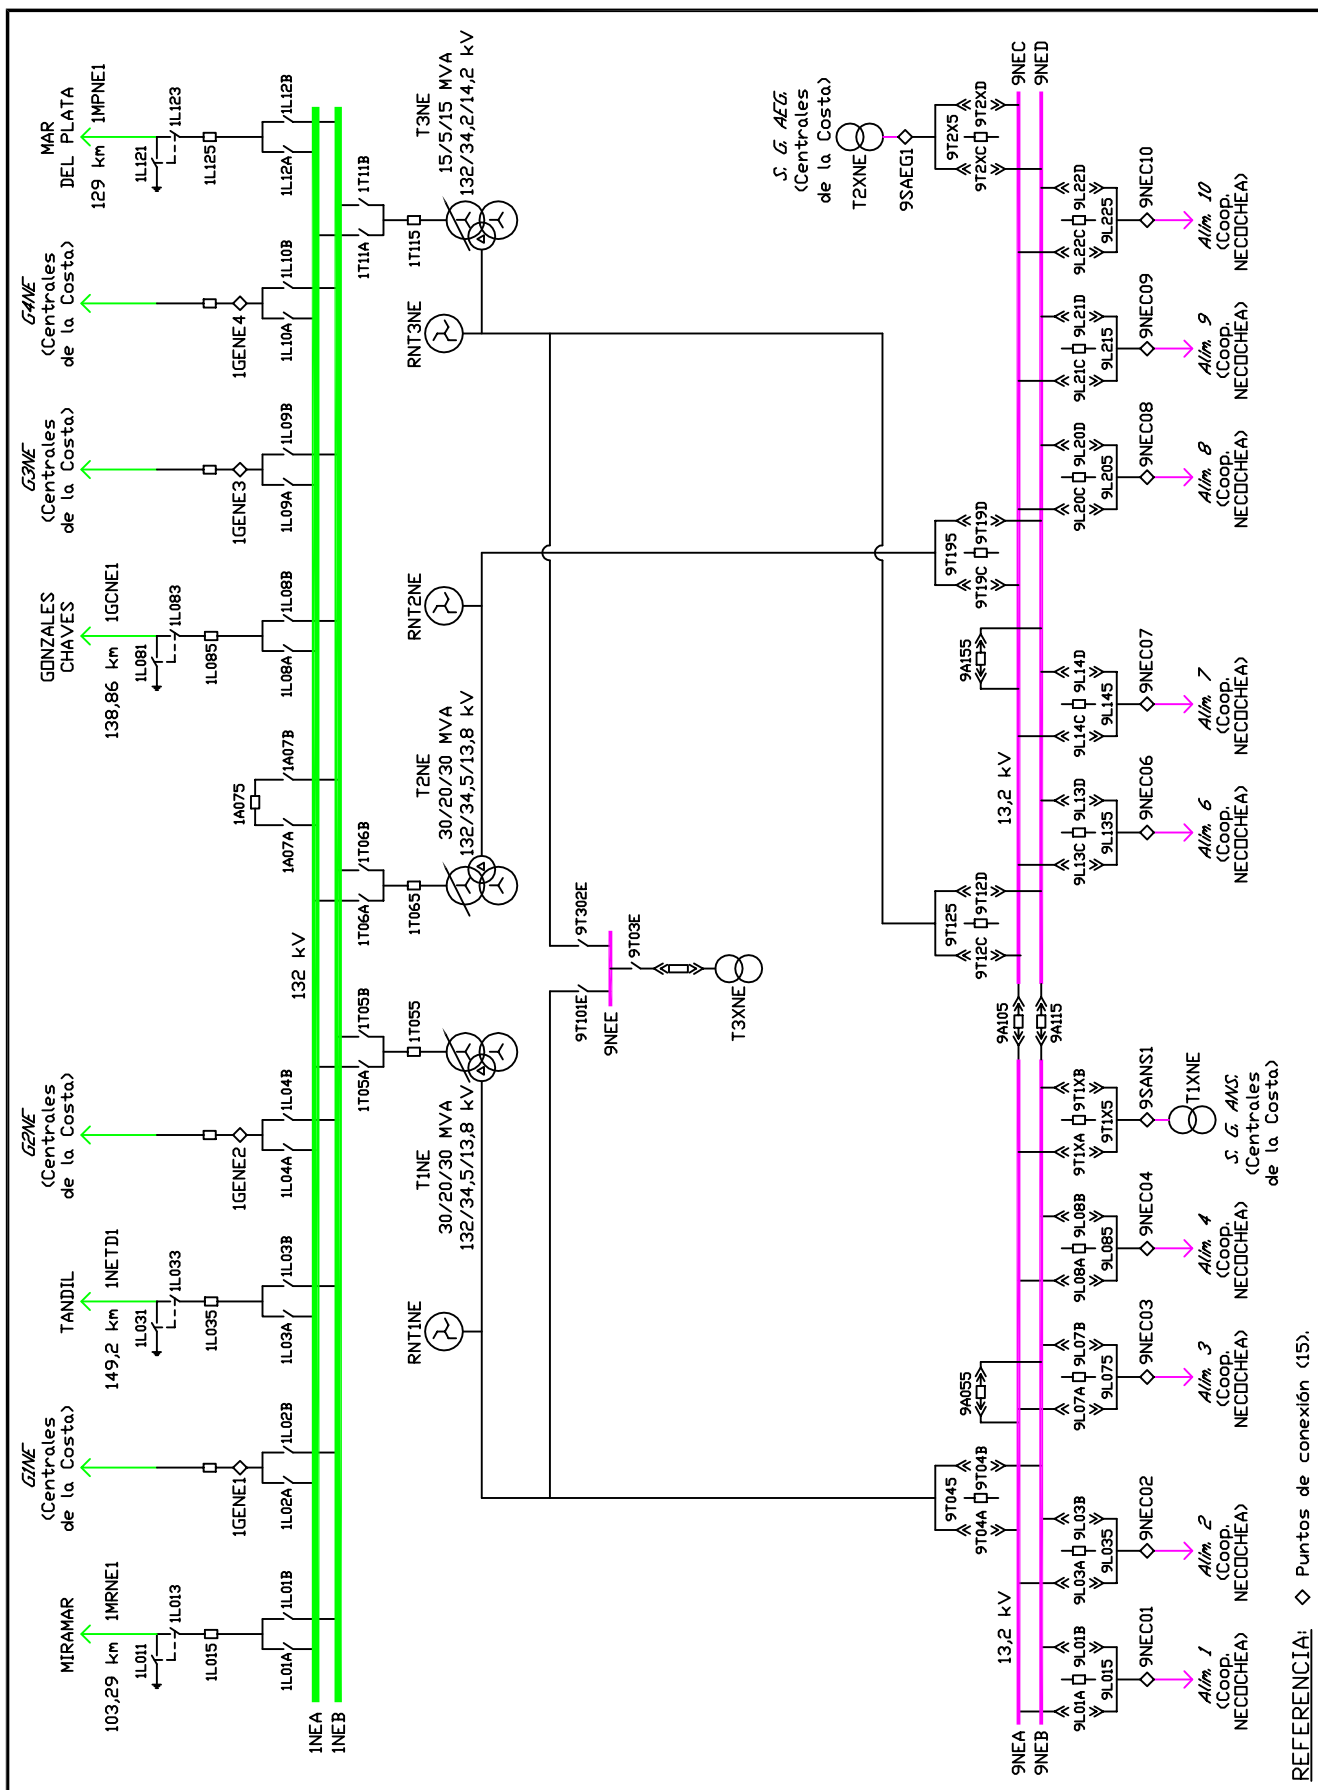 MIRAMAR
103,29 km 1MRNE1
1L011
1L013
1L015
1L01A
1L01B
G1NE
(Centrales
de la Costa)
1GENE1
1L02A
1L02B
TANDIL
149,2 km 1NETD1
1L031
1L033
1L035
1L03A
1L03B
G2NE
(Centrales
de la Costa)
1GENE2
1L04A
1L04B
132 kV
1A075
1A07A
1A07B
GONZALES
CHAVES
138,86 km 1GCNE1
1L081
1L083
1L085
1L08A
1L08B
G3NE
(Centrales
de la Costa)
1GENE3
1L09A
1L09B
G4NE
(Centrales
de la Costa)
1GENE4
1L10A
1L10B
MAR
DEL PLATA
129 km 1MPNE1
1L121
1L123
1L125
1L12A
1L12B
1NEA
1NEB
1T05A
1T05B
1T055
T1NE
30/20/30 MVA
132/34,5/13,8 kV
RNT1NE
1T06A
1T06B
1T065
T2NE
30/20/30 MVA
132/34,5/13,8 kV
RNT2NE
1T11A
1T11B
1T115
T3NE
15/5/15 MVA
132/34,2/14,2 kV
RNT3NE
9T101E
9T302E
9NEE
9T03E
T3XNE
S. G. AEG.
(Centrales
de la Costa)
T2XNE
9SAEG1
9T2X5
9T2XC
9T2XD
9T045
9T04A
9T04B
9A055
9A105
9A115
9T125
9T12C
9T12D
9A155
9T195
9T19C
9T19D
13,2 kV
13,2 kV
9NEA
9NEB
9NEC
9NED
9L01A
9L01B
9L015
9NEC01
Alim. 1
(Coop.
NECOCHEA)
9L03A
9L03B
9L035
9NEC02
Alim. 2
(Coop.
NECOCHEA)
9L07A
9L07B
9L075
9NEC03
Alim. 3
(Coop.
NECOCHEA)
9L08A
9L08B
9L085
9NEC04
Alim. 4
(Coop.
NECOCHEA)
9T1XA
9T1XB
9T1X5
9SANS1
T1XNE
S. G. ANS.
(Centrales
de la Costa)
9L13C
9L13D
9L135
9NEC06
Alim. 6
(Coop.
NECOCHEA)
9L14C
9L14D
9L145
9NEC07
Alim. 7
(Coop.
NECOCHEA)
9L20C
9L20D
9L205
9NEC08
Alim. 8
(Coop.
NECOCHEA)
9L21C
9L21D
9L215
9NEC09
Alim. 9
(Coop.
NECOCHEA)
9L22C
9L22D
9L225
9NEC10
Alim. 10
(Coop.
NECOCHEA)
REFERENCIA: ◇ Puntos de conexión (15).